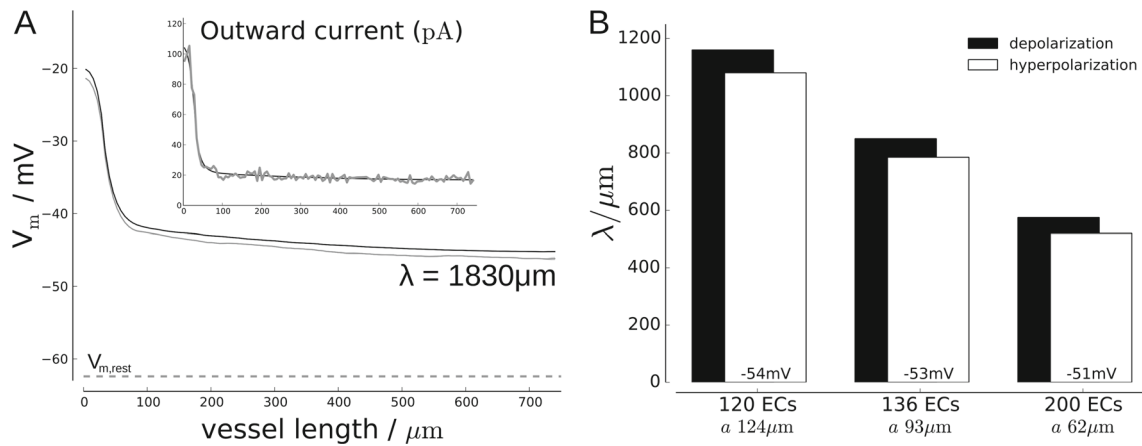 A
Outward current (pA)
120
100
80
60
40
20
0
0 100 200 300 400 500 600 700
−20
−30
−40
−50
−60
Vm / mV
λ = 1830µm
Vm,rest
0 100 200 300 400 500 600 700
vessel length / µm
B
depolarization
hyperpolarization
1200
1000
800
600
400
200
0
λ/µm
-54mV -53mV -51mV
120 ECs 136 ECs 200 ECs
a 124µm a 93µm a 62µm